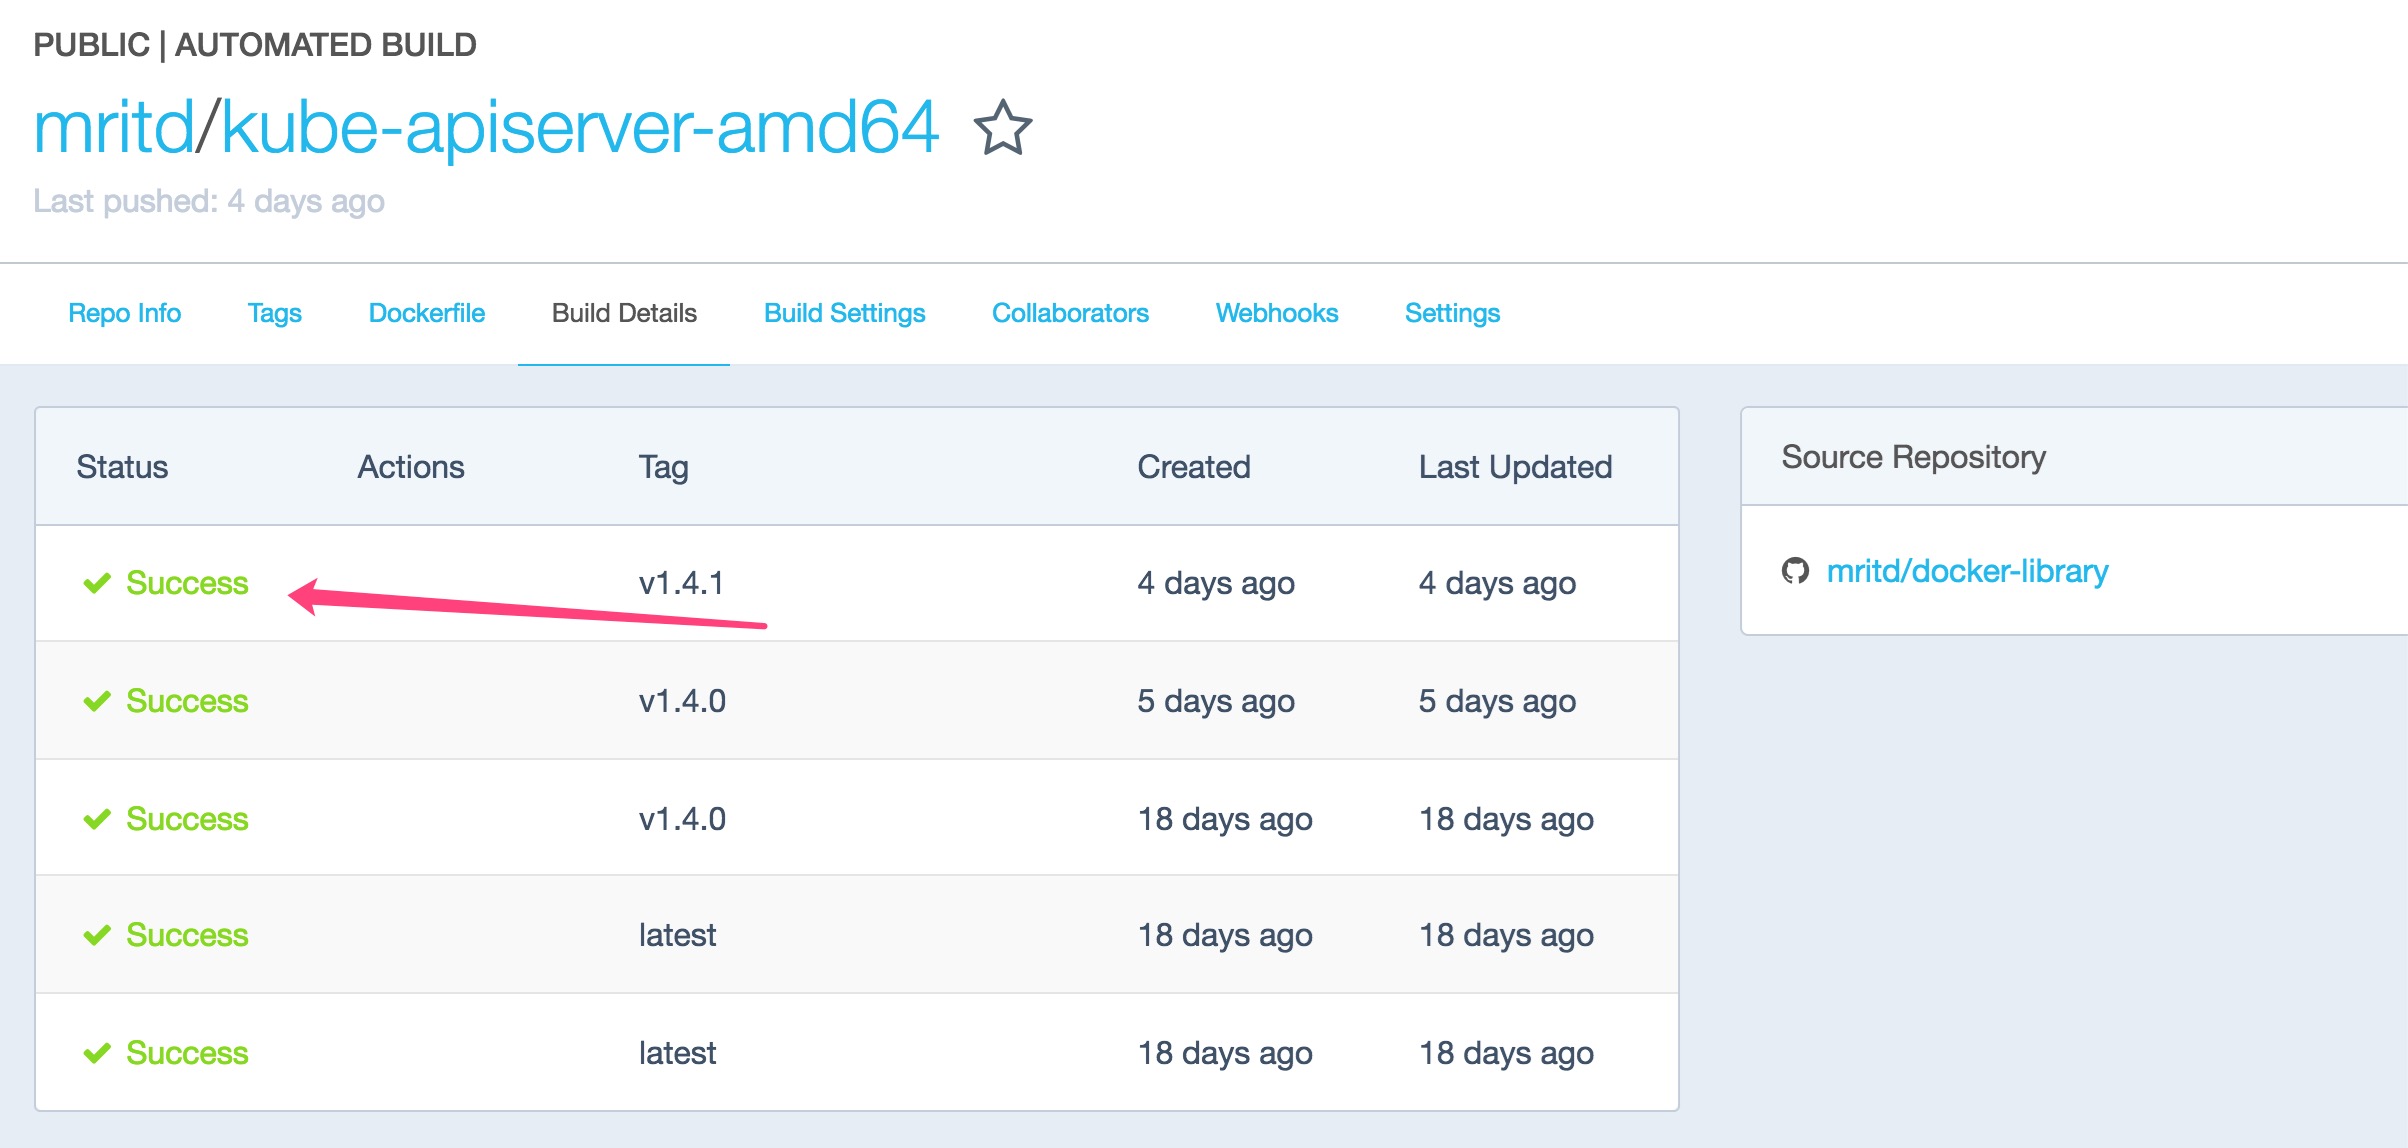 PUBLIC | AUTOMATED BUILD
mritd/kube-apiserver-amd64
Last pushed: 4 days ago
Repo Info Tags Dockerfile Build Details Build Settings Collaborators Webhooks Settings
Status Actions Tag Created Last Updated
Success v1.4.1 4 days ago 4 days ago
Success v1.4.0 5 days ago 5 days ago
Success v1.4.0 18 days ago 18 days ago
Success latest 18 days ago 18 days ago
Success latest 18 days ago 18 days ago
Source Repository
mritd/docker-library